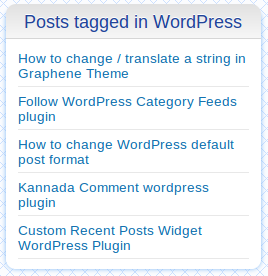 Posts tagged in WordPress
How to change / translate a string in
Graphene Theme
Follow WordPress Category Feeds
plugin
How to change WordPress default
post format
Kannada Comment wordpress
plugin
Custom Recent Posts Widget
WordPress Plugin